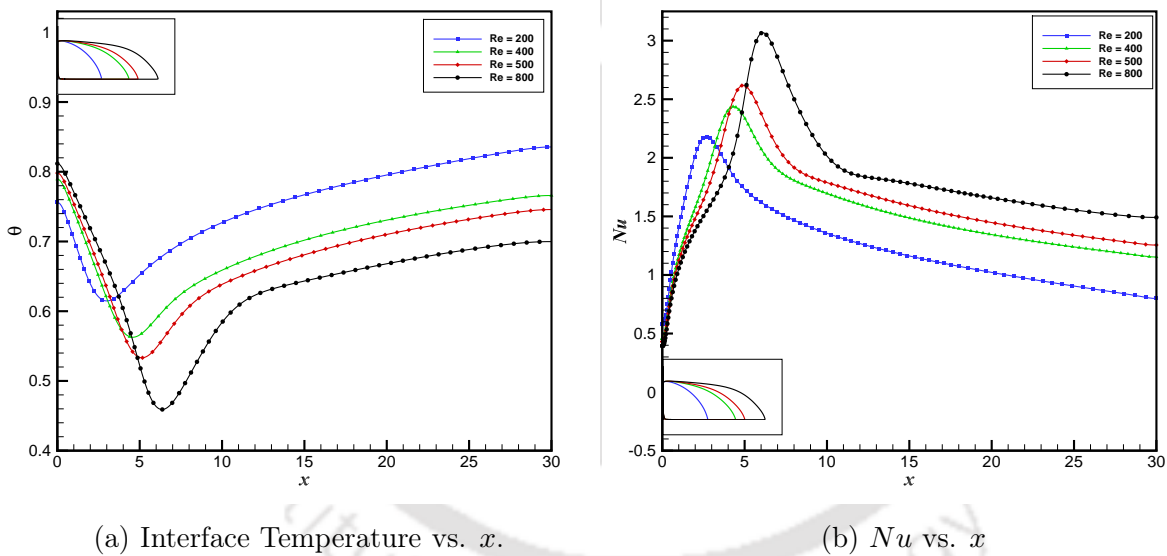 1
0.9
0.8
0.7
0.6
0.5
0.4
θ
0 5 10 15 20 25 30
x
Re = 200
Re = 400
Re = 500
Re = 800
3
2.5
2
1.5
1
0.5
0
-0.5
Nu
0 5 10 15 20 25 30
x
Re = 200
Re = 400
Re = 500
Re = 800
(a) Interface Temperature vs. x.
(b) Nu vs. x